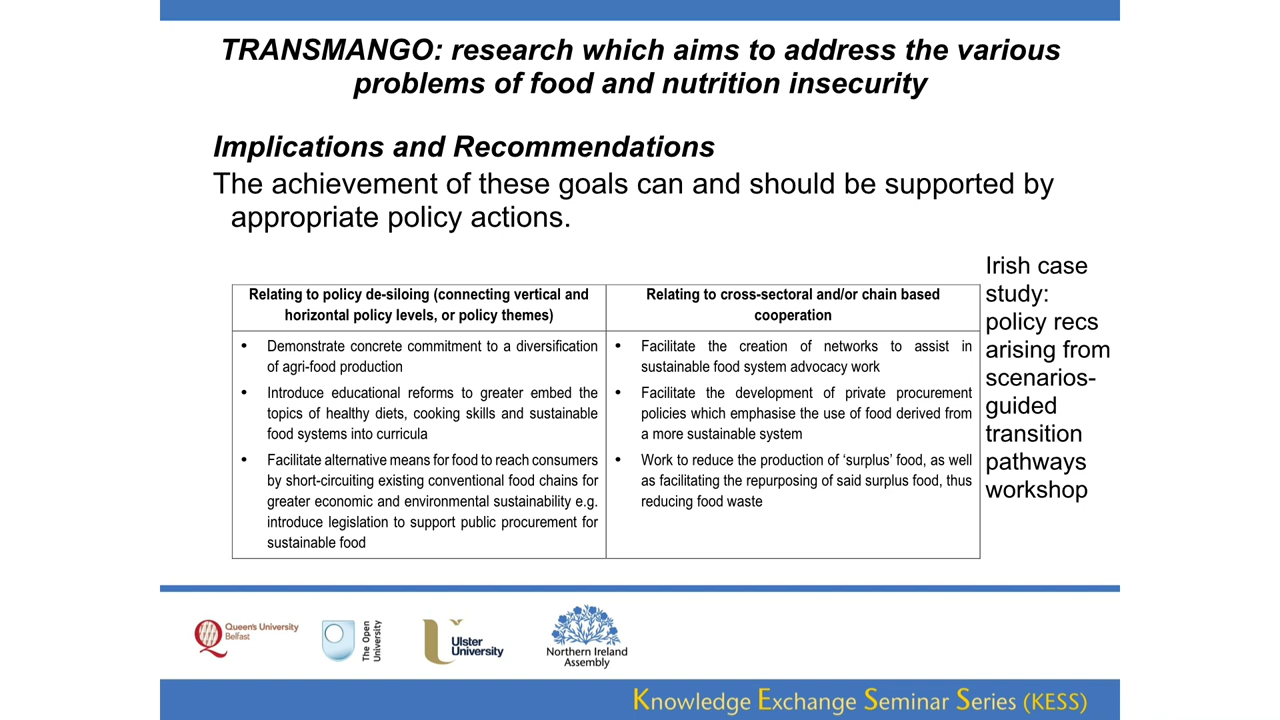 TRANSMANGO: research which aims to address the various
problems of food and nutrition insecurity
Implications and Recommendations
The achievement of these goals can and should be supported by
appropriate policy actions.
Relating to policy de-siloing (connecting vertical and
horizontal policy levels, or policy themes)
• Demonstrate concrete commitment to a diversification
of agri-food production
• Introduce educational reforms to greater embed the
topics of healthy diets, cooking skills and sustainable
food systems into curricula
• Facilitate alternative means for food to reach consumers
by short-circuiting existing conventional food chains for
greater economic and environmental sustainability e.g.
introduce legislation to support public procurement for
sustainable food
Relating to cross-sectoral and/or chain based
cooperation
• Facilitate the creation of networks to assist in
sustainable food system advocacy work
• Facilitate the development of private procurement
policies which emphasise the use of food derived from
a more sustainable system
• Work to reduce the production of ‘surplus’ food, as well
as facilitating the repurposing of said surplus food, thus
reducing food waste
Irish case
study:
policy recs
arising from
scenarios-
guided
transition
pathways
workshop
Queen's University
Belfast
The Open
University
Ulster
University
Northern Ireland
Assembly
Knowledge Exchange Seminar Series (KESS)